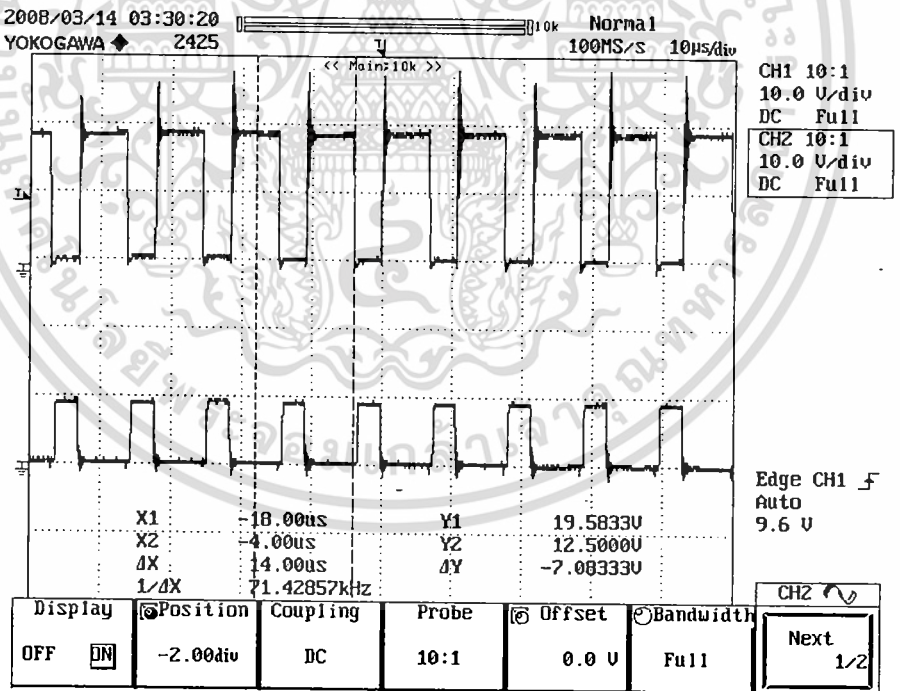 2008/03/14 03:30:20
YOKOGAWA ◆ 2425
10k
Normal
100MS/s 10µs/div
<< Main:10k >>
CH1 10:1
10.0 V/div
DC Full
CH2 10:1
10.0 V/div
DC Full
T
Edge CH1
Auto
9.6 V
X1 -18.00us Y1 19.5833V
X2 -4.00us Y2 12.5000V
ΔX 14.00us ΔY -7.08333V
1/ΔX 71.42857kHz
CH2
Display Position Coupling Probe Offset Bandwidth
OFF ON -2.00div DC 10:1 0.0 V Full
Next
1/2